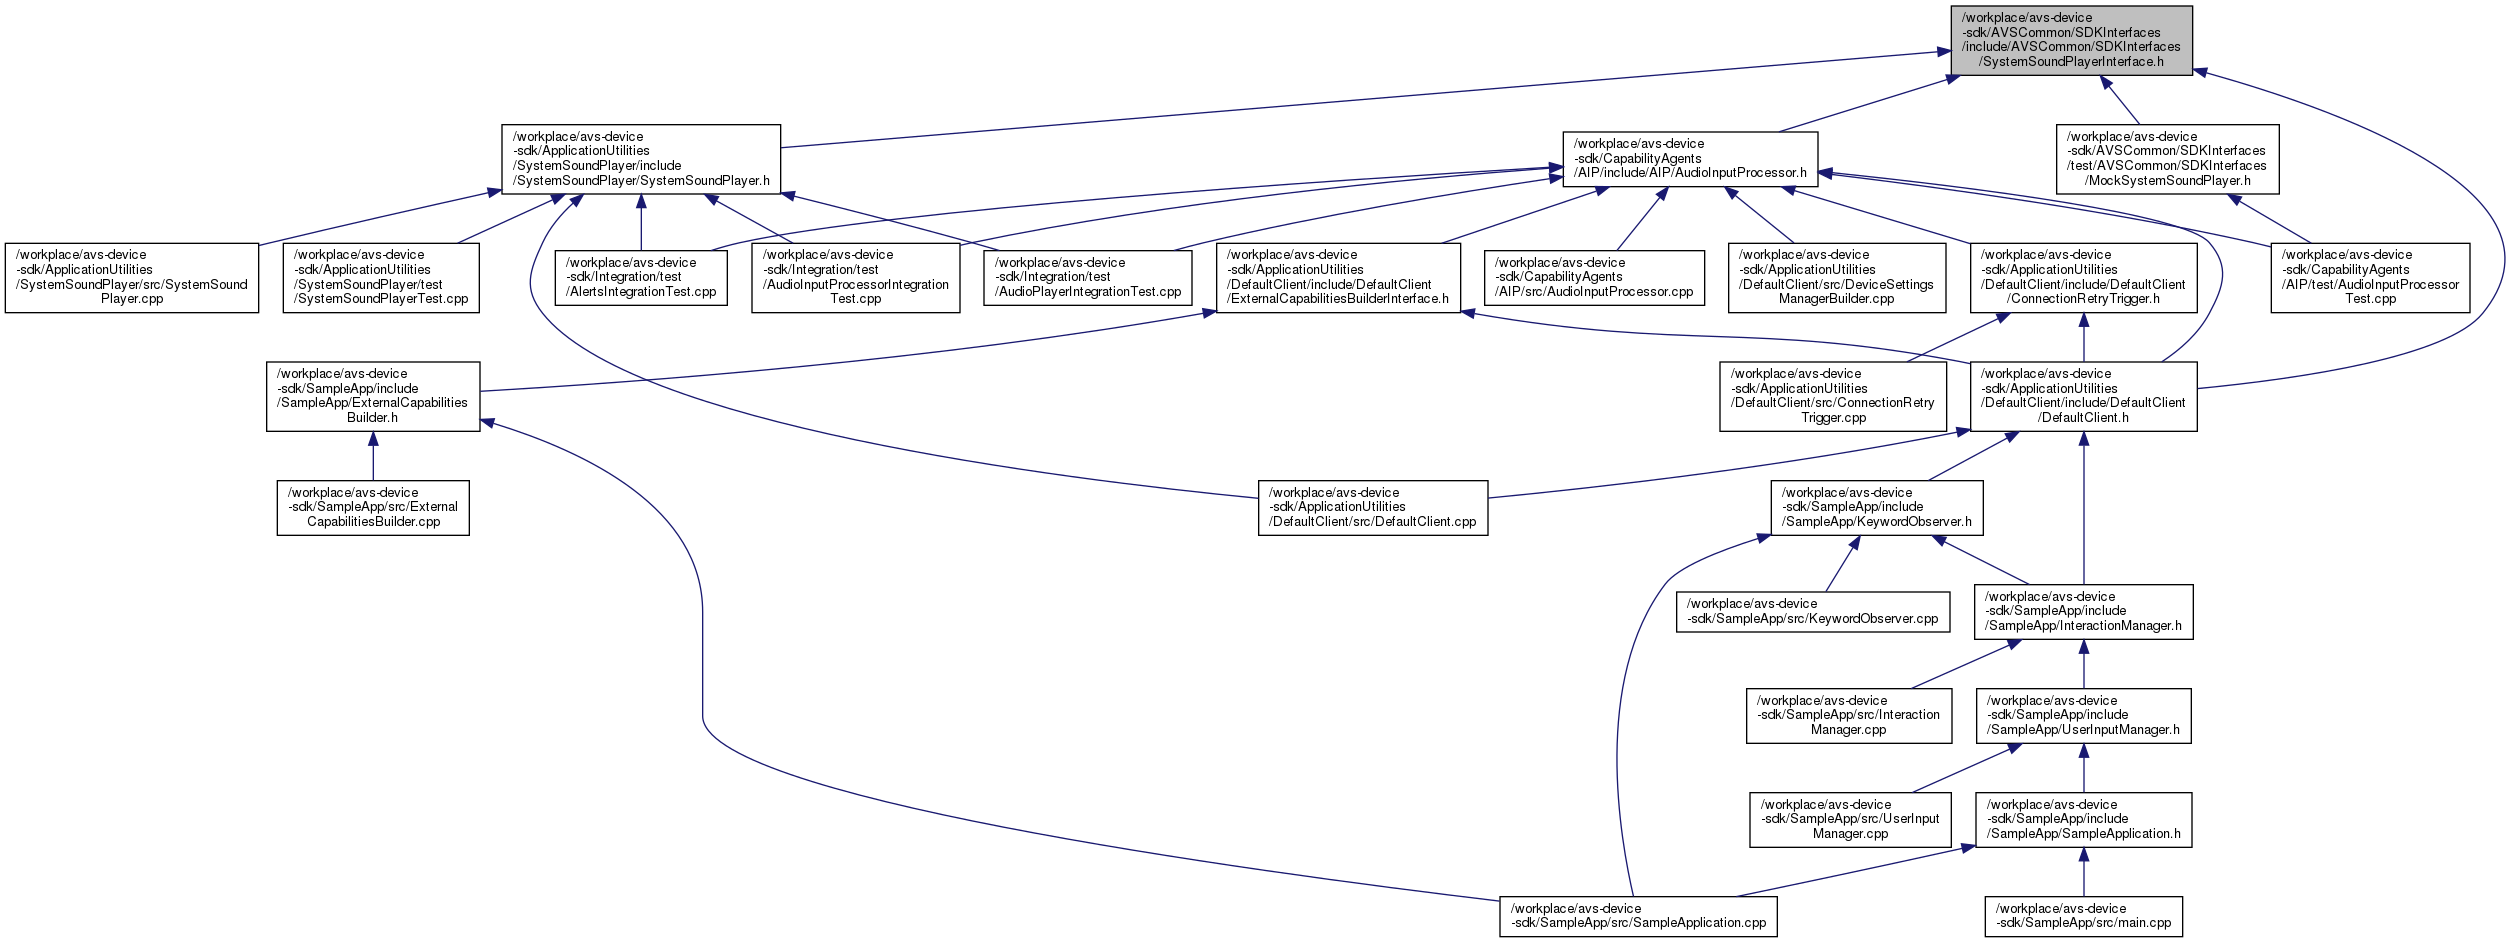 /workplace/avs-device
-sdk/AVSCommon/SDKInterfaces
/include/AVSCommon/SDKInterfaces
/SystemSoundPlayerInterface.h
/workplace/avs-device
-sdk/ApplicationUtilities
/SystemSoundPlayer/include
/SystemSoundPlayer/SystemSoundPlayer.h
/workplace/avs-device
-sdk/CapabilityAgents
/AIP/include/AIP/AudioInputProcessor.h
/workplace/avs-device
-sdk/AVSCommon/SDKInterfaces
/test/AVSCommon/SDKInterfaces
/MockSystemSoundPlayer.h
/workplace/avs-device
-sdk/ApplicationUtilities
/SystemSoundPlayer/src/SystemSound
Player.cpp
/workplace/avs-device
-sdk/ApplicationUtilities
/SystemSoundPlayer/test
/SystemSoundPlayerTest.cpp
/workplace/avs-device
-sdk/Integration/test
/AlertsIntegrationTest.cpp
/workplace/avs-device
-sdk/Integration/test
/AudioInputProcessorIntegration
Test.cpp
/workplace/avs-device
-sdk/Integration/test
/AudioPlayerIntegrationTest.cpp
/workplace/avs-device
-sdk/ApplicationUtilities
/DefaultClient/include/DefaultClient
/ExternalCapabilitiesBuilderInterface.h
/workplace/avs-device
-sdk/CapabilityAgents
/AIP/src/AudioInputProcessor.cpp
/workplace/avs-device
-sdk/ApplicationUtilities
/DefaultClient/src/DeviceSettings
ManagerBuilder.cpp
/workplace/avs-device
-sdk/ApplicationUtilities
/DefaultClient/include/DefaultClient
/ConnectionRetryTrigger.h
/workplace/avs-device
-sdk/CapabilityAgents
/AIP/test/AudioInputProcessor
Test.cpp
/workplace/avs-device
-sdk/SampleApp/include
/SampleApp/ExternalCapabilities
Builder.h
/workplace/avs-device
-sdk/ApplicationUtilities
/DefaultClient/src/ConnectionRetry
Trigger.cpp
/workplace/avs-device
-sdk/ApplicationUtilities
/DefaultClient/include/DefaultClient
/DefaultClient.h
/workplace/avs-device
-sdk/SampleApp/src/External
CapabilitiesBuilder.cpp
/workplace/avs-device
-sdk/ApplicationUtilities
/DefaultClient/src/DefaultClient.cpp
/workplace/avs-device
-sdk/SampleApp/include
/SampleApp/KeywordObserver.h
/workplace/avs-device
-sdk/SampleApp/src/KeywordObserver.cpp
/workplace/avs-device
-sdk/SampleApp/include
/SampleApp/InteractionManager.h
/workplace/avs-device
-sdk/SampleApp/src/Interaction
Manager.cpp
/workplace/avs-device
-sdk/SampleApp/include
/SampleApp/UserInputManager.h
/workplace/avs-device
-sdk/SampleApp/src/UserInput
Manager.cpp
/workplace/avs-device
-sdk/SampleApp/include
/SampleApp/SampleApplication.h
/workplace/avs-device
-sdk/SampleApp/src/SampleApplication.cpp
/workplace/avs-device
-sdk/SampleApp/src/main.cpp